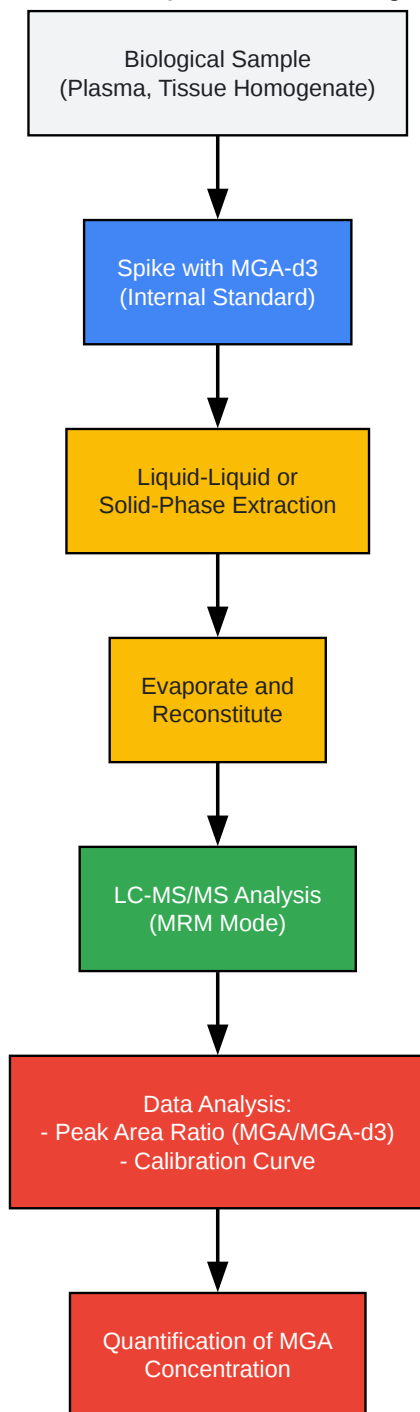 Biological Sample
(Plasma, Tissue Homogenate)
Spike with MGA-d3
(Internal Standard)
Liquid-Liquid or
Solid-Phase Extraction
Evaporate and
Reconstitute
LC-MS/MS Analysis
(MRM Mode)
Data Analysis:
- Peak Area Ratio (MGA/MGA-d3)
- Calibration Curve
Quantification of MGA
Concentration